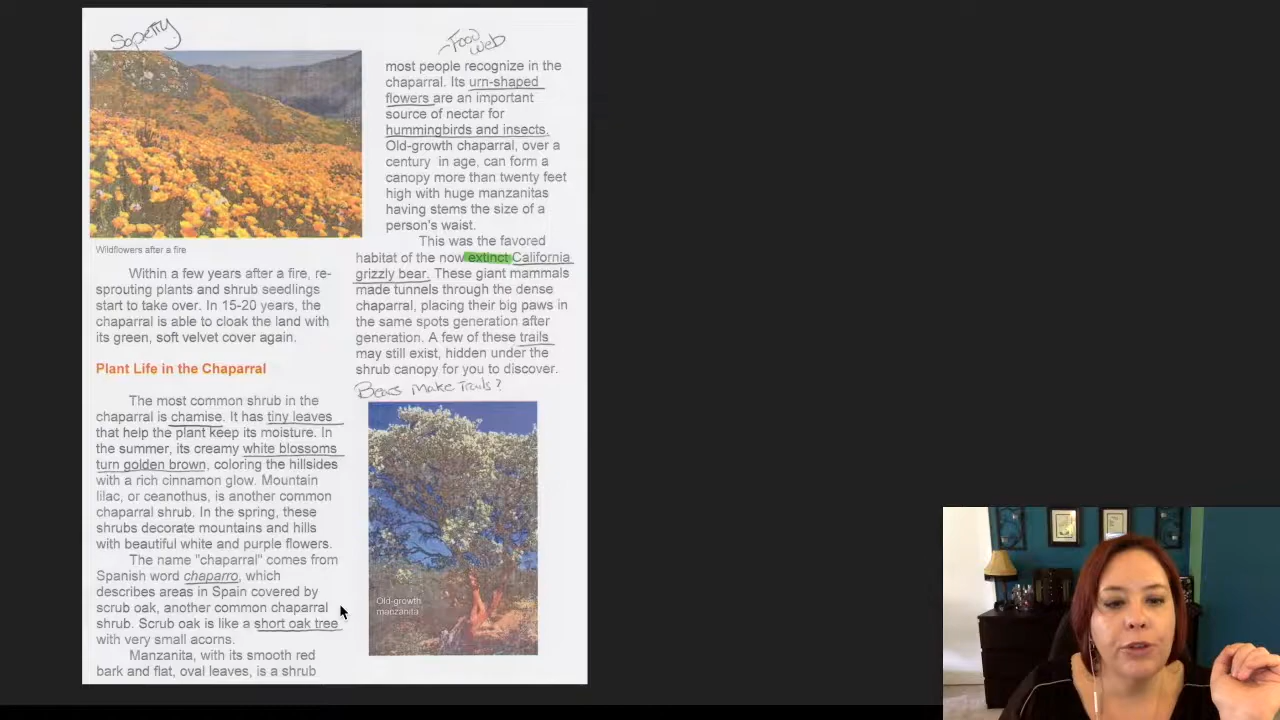 Wildflowers after a fire
Within a few years after a fire, re-
sprouting plants and shrub seedlings
start to take over. In 15-20 years, the
chaparral is able to cloak the land with
its green, soft velvet cover again.
Plant Life in the Chaparral
The most common shrub in the
chaparral is chamise. It has tiny leaves
that help the plant keep its moisture. In
the summer, its creamy white blossoms
turn golden brown, coloring the hillsides
with a rich cinnamon glow. Mountain
lilac, or ceanothus, is another common
chaparral shrub. In the spring, these
shrubs decorate mountains and hills
with beautiful white and purple flowers.
The name "chaparral" comes from
Spanish word chaparro, which
describes areas in Spain covered by
scrub oak, another common chaparral
shrub. Scrub oak is like a short oak tree
with very small acorns.
Manzanita, with its smooth red
bark and flat, oval leaves, is a shrub
-Food
web
most people recognize in the
chaparral. Its urn-shaped
flowers are an important
source of nectar for
hummingbirds and insects.
Old-growth chaparral, over a
century in age, can form a
canopy more than twenty feet
high with huge manzanitas
having stems the size of a
person's waist.
This was the favored
habitat of the now extinct California
grizzly bear. These giant mammals
made tunnels through the dense
chaparral, placing their big paws in
the same spots generation after
generation. A few of these trails
may still exist, hidden under the
shrub canopy for you to discover.
Bears Make Trails?
Old-growth
manzanita